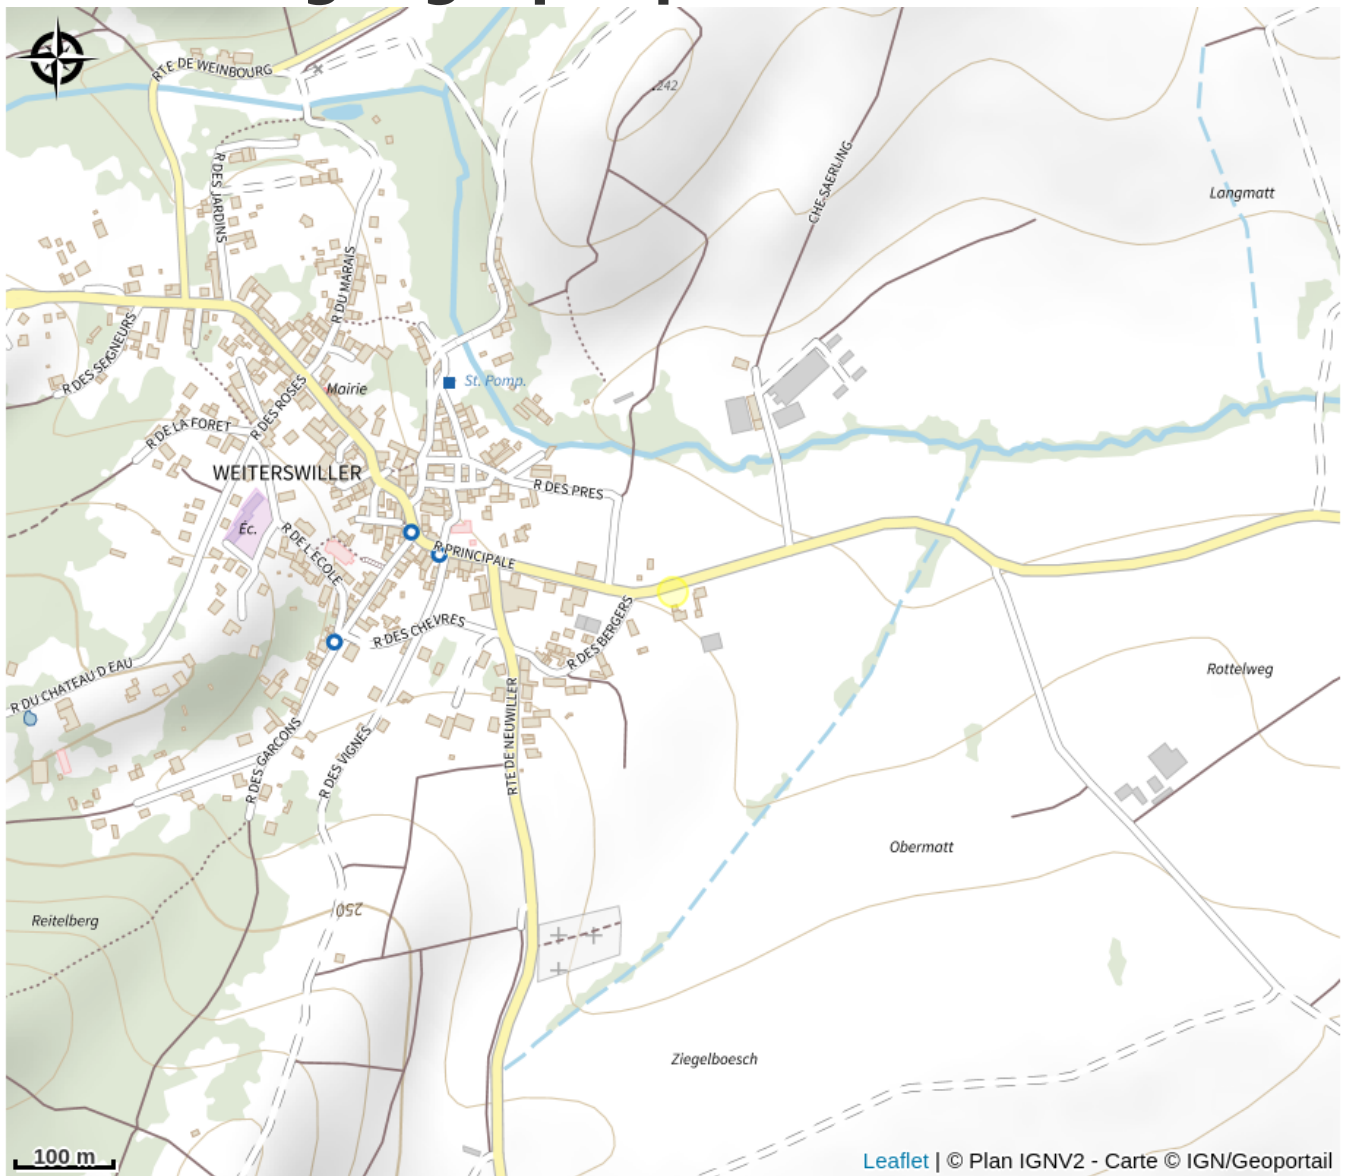 RTE DE WEINBOURG
242
R DES JARDINS
CHE SAERLING
Langmatt
R DU MARAIS
R DES SEIGNEURS
St. Pomp.
Mairie
R DES ROSES
R DE LA FORET
WEITERSWILLER
R DES PRES
Éc.
R DE L'ECOLE
R PRINCIPALE
R DES CHEVRES
R DES BERGERS
R DU CHATEAU D EAU
Rottelweg
RTE DE NEUWILLER
R DES GARCONS
R DES VIGNES
Obermatt
250
Reitelberg
Ziegelboesch
100 m
Leaflet | © Plan IGNV2 - Carte © IGN/Geoportail